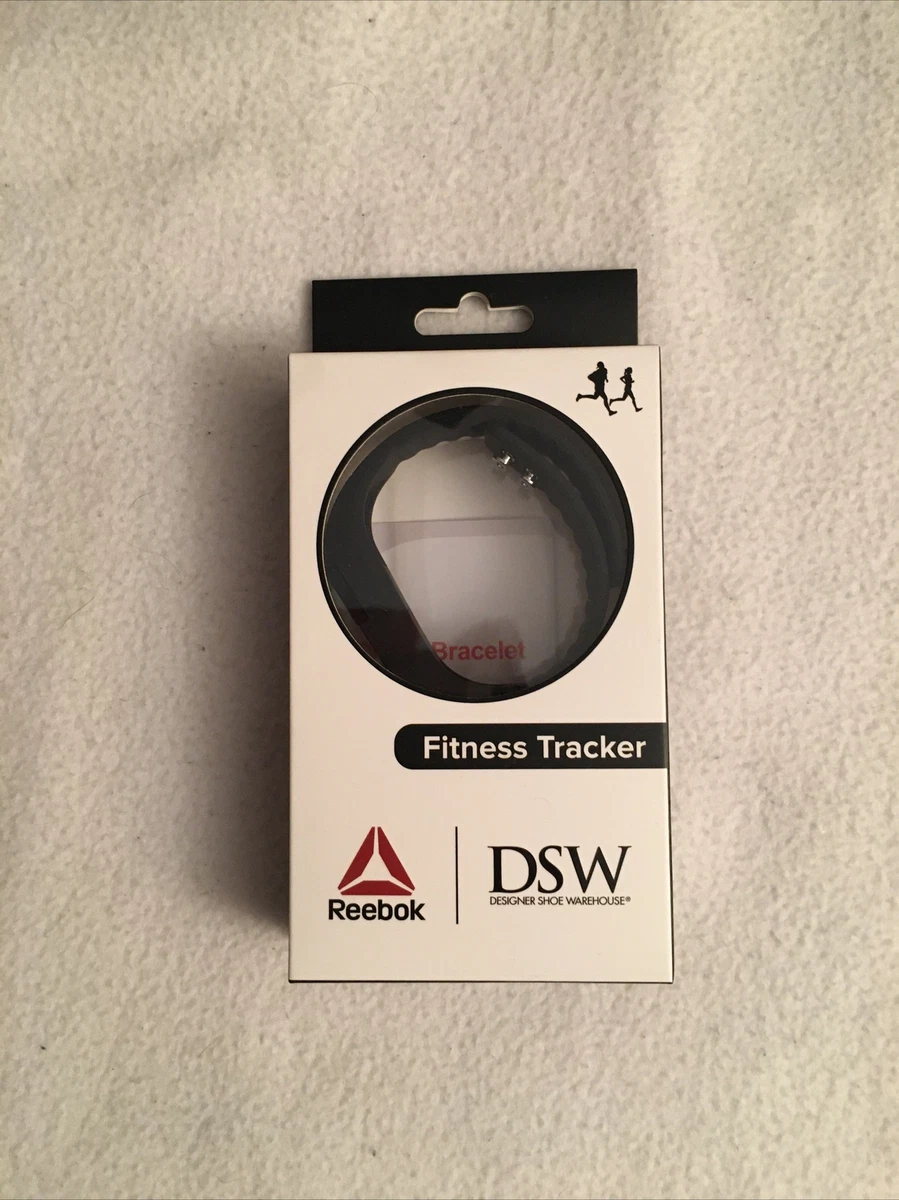 Bracelet
Fitness Tracker
Reebok
DSW
DESIGNER SHOE WAREHOUSE®